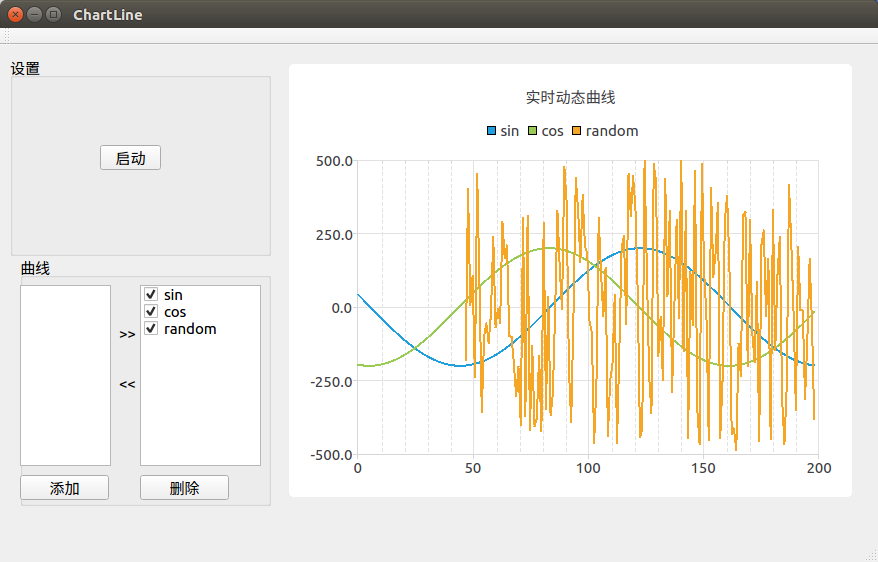 ChartLine
设置
启动
曲线
sin
cos
random
>>
<<
添加 删除
实时动态曲线
sin cos random
500.0
250.0
0.0
-250.0
-500.0
0 50 100 150 200